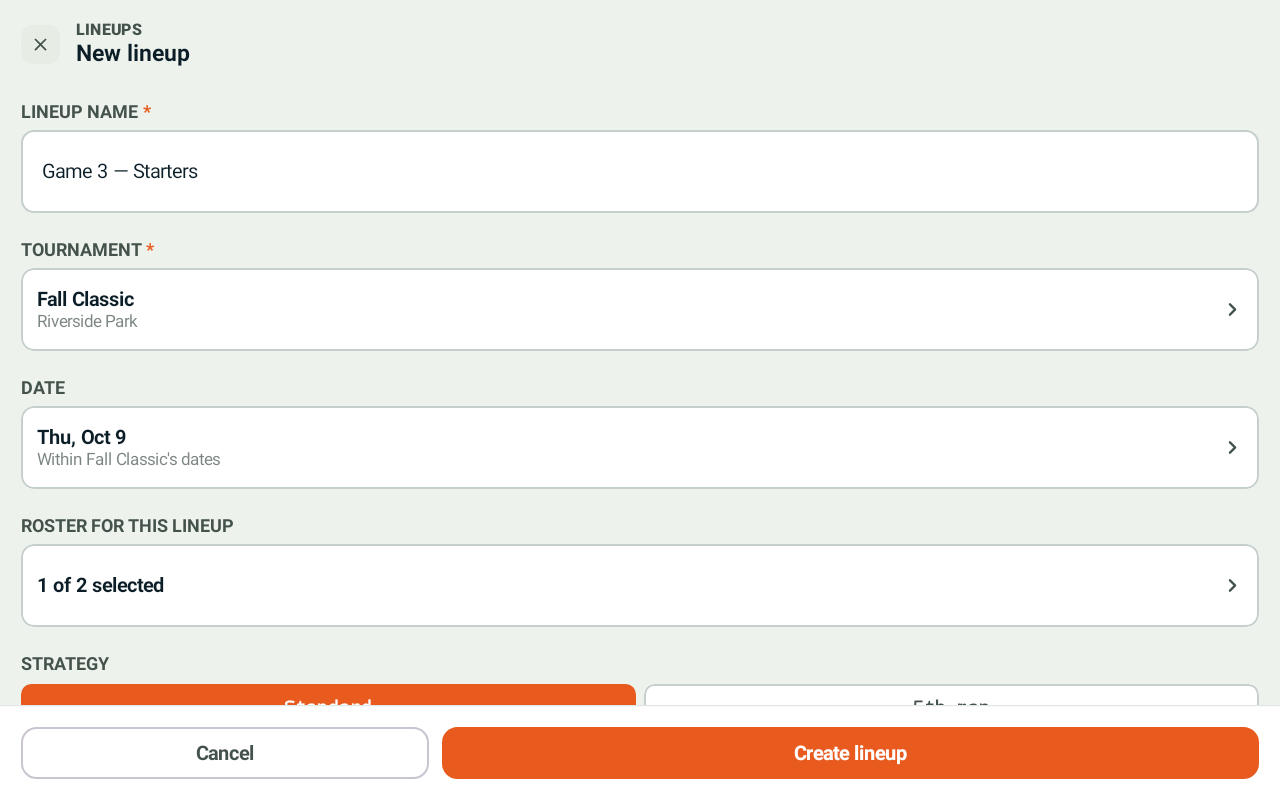 LINEUPS
New lineup
LINEUP NAME *
Game 3 — Starters
TOURNAMENT *
Fall Classic
Riverside Park
DATE
Thu, Oct 9
Within Fall Classic's dates
ROSTER FOR THIS LINEUP
1 of 2 selected
STRATEGY
Standard
Cancel
Create lineup